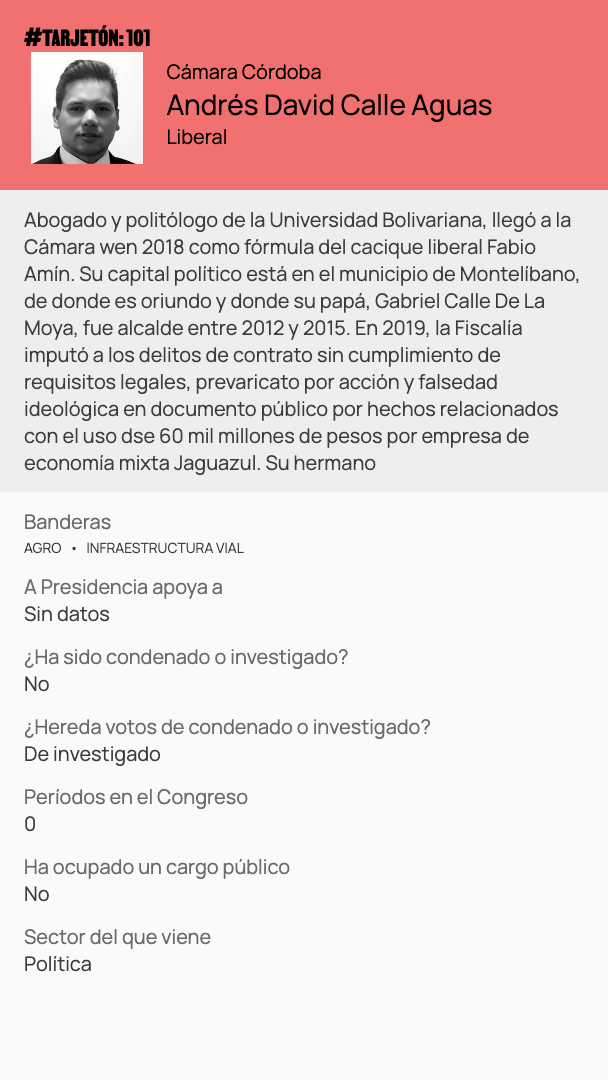 #TARJETÓN: 101
Cámara Córdoba
Andrés David Calle Aguas
Liberal
Abogado y politólogo de la Universidad Bolivariana, llegó a la
Cámara wen 2018 como fórmula del cacique liberal Fabio
Amín. Su capital político está en el municipio de Montelíbano,
de donde es oriundo y donde su papá, Gabriel Calle De La
Moya, fue alcalde entre 2012 y 2015. En 2019, la Fiscalía
imputó a los delitos de contrato sin cumplimiento de
requisitos legales, prevaricato por acción y falsedad
ideológica en documento público por hechos relacionados
con el uso dse 60 mil millones de pesos por empresa de
economía mixta Jaguazul. Su hermano
Banderas
AGRO • INFRAESTRUCTURA VIAL
A Presidencia apoya a
Sin datos
¿Ha sido condenado o investigado?
No
¿Hereda votos de condenado o investigado?
De investigado
Períodos en el Congreso
0
Ha ocupado un cargo público
No
Sector del que viene
Política